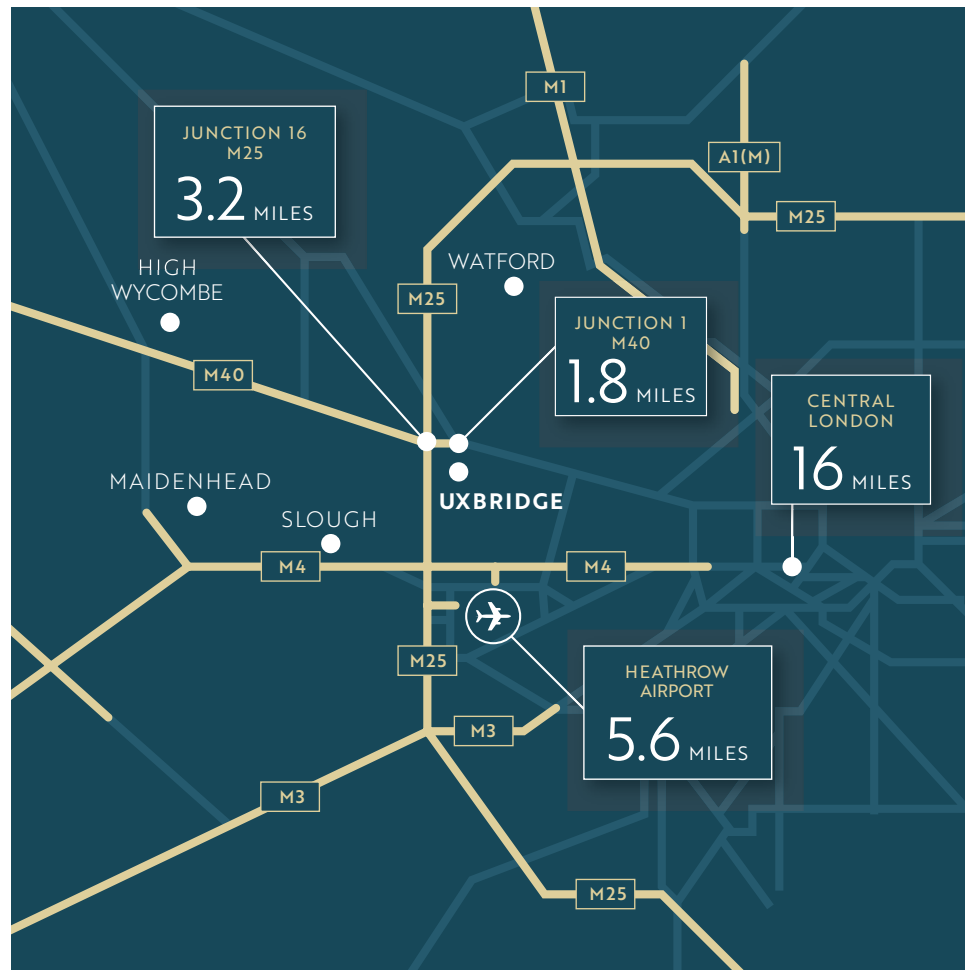 M1
JUNCTION 16
M25
3.2 MILES
A1(M)
M25
WATFORD
HIGH
WYCOMBE
M25
JUNCTION 1
M40
1.8 MILES
M40
CENTRAL
LONDON
16 MILES
MAIDENHEAD
UXBRIDGE
SLOUGH
M4
M4
M25
HEATHROW
AIRPORT
5.6 MILES
M3
M3
M25